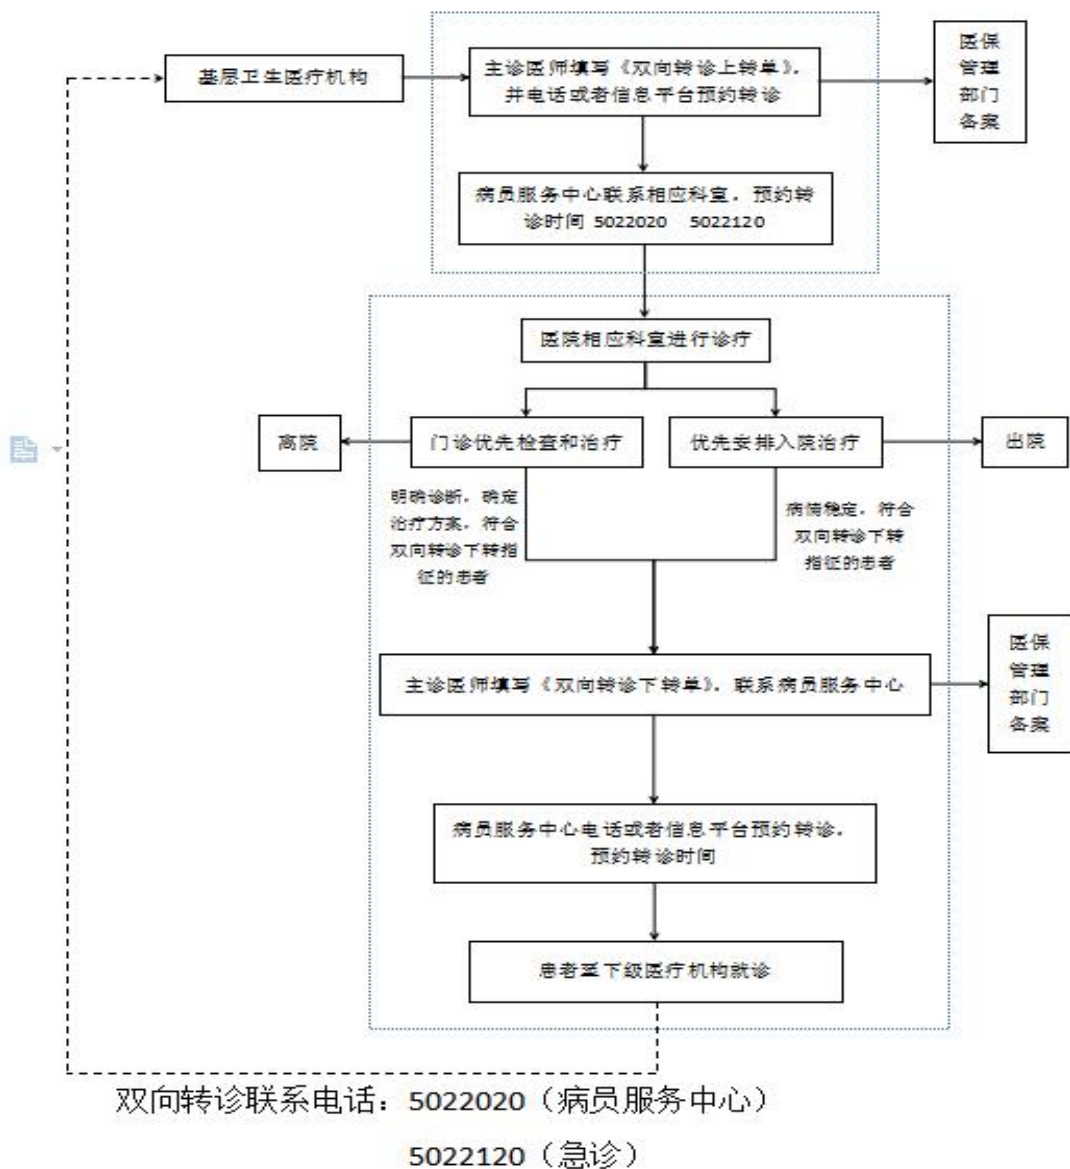 基层卫生医疗机构
主诊医师填写《双向转诊上转单》，
并电话或者信息平台预约转诊
医保
管理
部门
备案
病员服务中心联系相应科室，预约转
诊时间 5022020 5022120
医院相应科室进行诊疗
离院
门诊优先检查和治疗
优先安排入院治疗
出院
明确诊断，确定
治疗方案，符合
双向转诊下转指
征的患者
病情稳定，符合
双向转诊下转
指征的患者
主诊医师填写《双向转诊下转单》，联系病员服务中心
医保
管理
部门
备案
病员服务中心电话或者信息平台预约转诊，
预约转诊时间
患者至下级医疗机构就诊
双向转诊联系电话：5022020（病员服务中心）
5022120（急诊）